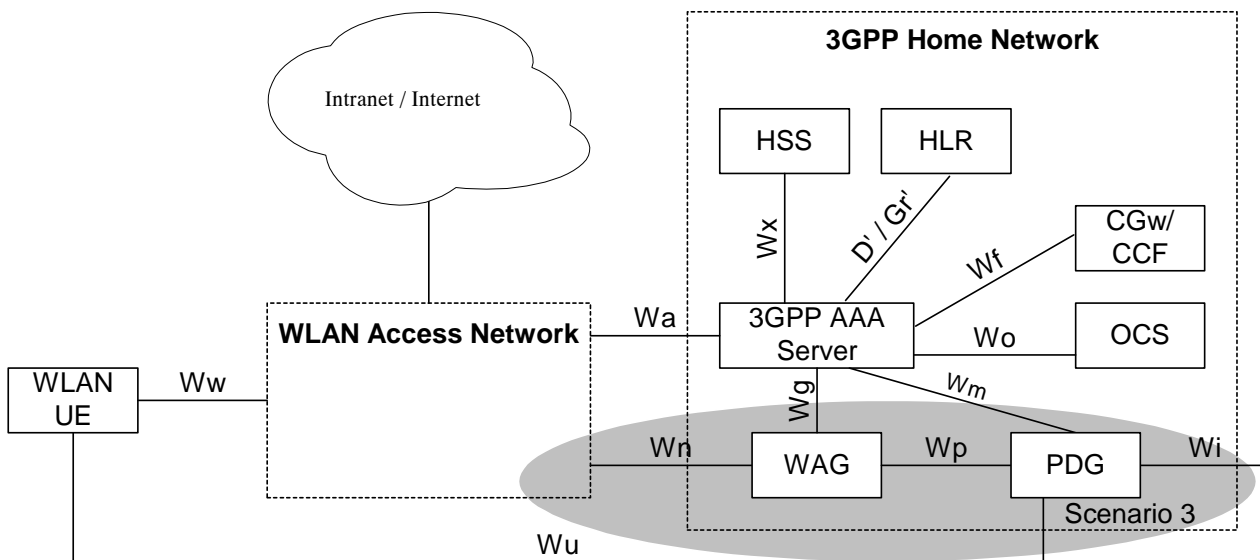 3GPP Home Network
Intranet / Internet
HSS
HLR
Wx
D' / Gr'
CGw/
CCF
Wf
WLAN Access Network
Wa
3GPP AAA
Server
Wo
OCS
WLAN
UE
Ww
Wg
Wm
Wn
WAG
Wp
PDG
Wi
Scenario 3
Wu